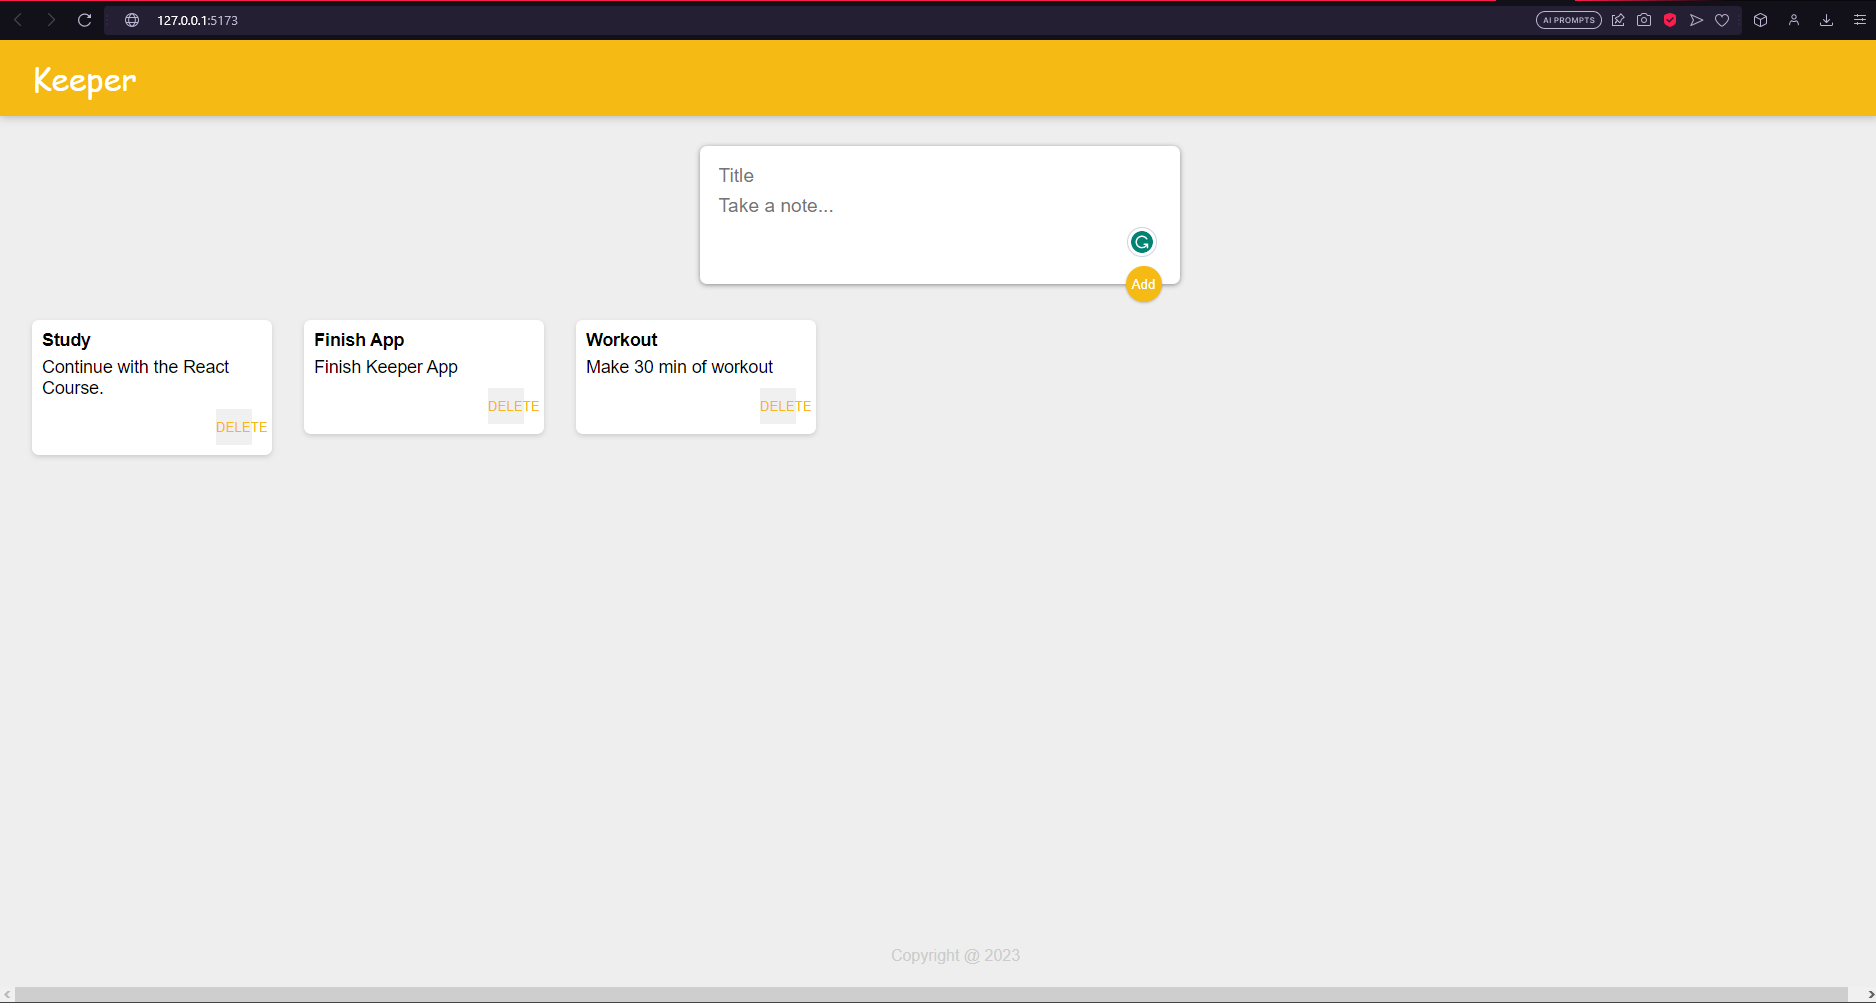 127.0.0.1:5173
AI PROMPTS
Keeper
Title
Take a note...
Add
Study
Continue with the React
Course.
DELETE
Finish App
Finish Keeper App
DELETE
Workout
Make 30 min of workout
DELETE
Copyright @ 2023